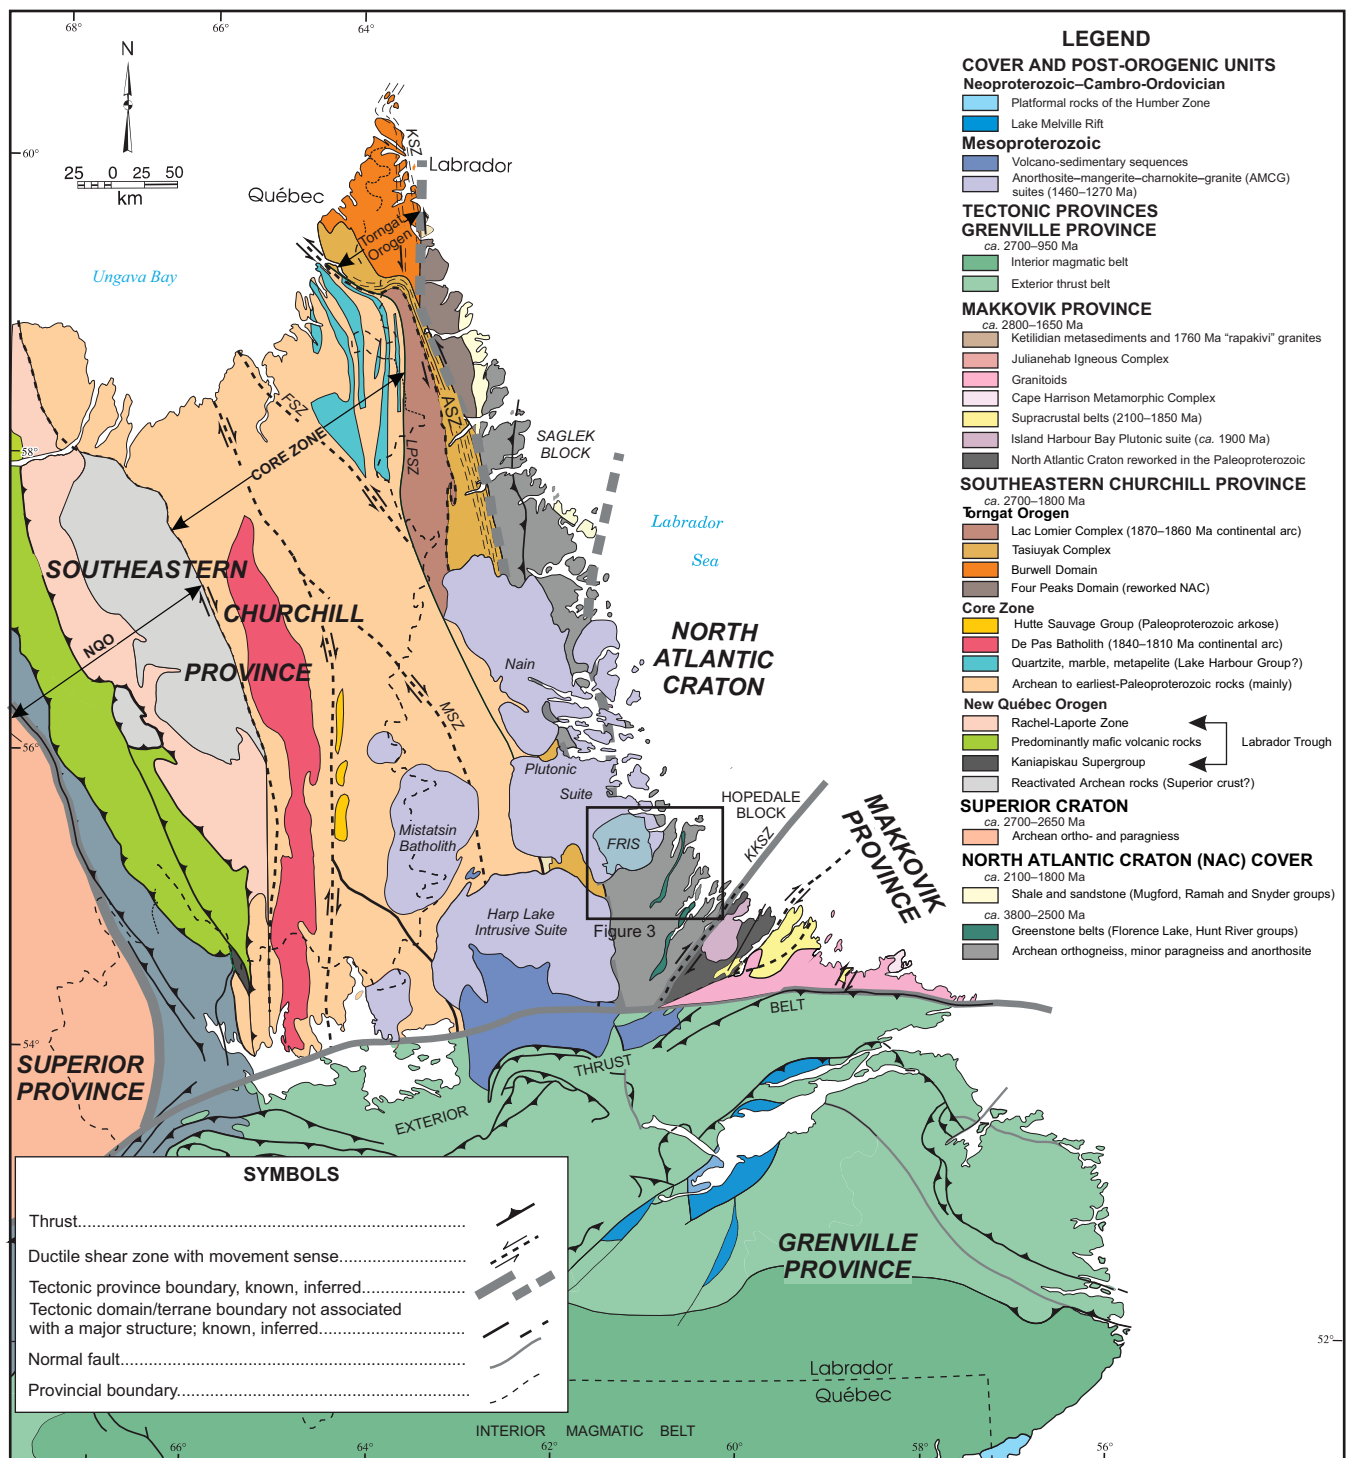 68°
66°
64°
N
60°
25 0 25 50
km
Québec
Labrador
KSZ
Torngat
Orogen
Ungava Bay
FSZ
CORE ZONE
ASZ
LPSZ
58°
SAGLEK
BLOCK
Labrador
Sea
SOUTHEASTERN
CHURCHILL
PROVINCE
NQO
NORTH
ATLANTIC
CRATON
Nain
MSZ
56°
Plutonic
Suite
Mistatsin
Batholith
HOPEDALE
BLOCK
KKSZ
MAKKOVIK
PROVINCE
FRIS
Harp Lake
Intrusive Suite
Figure 3
BELT
54°
THRUST
EXTERIOR
SUPERIOR
PROVINCE
GRENVILLE
PROVINCE
52°
Labrador
Québec
INTERIOR MAGMATIC BELT
66°
64°
62°
60°
58°
56°
LEGEND
COVER AND POST-OROGENIC UNITS
Neoproterozoic–Cambro-Ordovician
Platformal rocks of the Humber Zone
Lake Melville Rift
Mesoproterozoic
Volcano-sedimentary sequences
Anorthosite–mangerite–charnokite–granite (AMCG)
suites (1460–1270 Ma)
TECTONIC PROVINCES
GRENVILLE PROVINCE
ca. 2700–950 Ma
Interior magmatic belt
Exterior thrust belt
MAKKOVIK PROVINCE
ca. 2800–1650 Ma
Ketilidian metasediments and 1760 Ma “rapakivi” granites
Julianehab Igneous Complex
Granitoids
Cape Harrison Metamorphic Complex
Supracrustal belts (2100–1850 Ma)
Island Harbour Bay Plutonic suite (ca. 1900 Ma)
North Atlantic Craton reworked in the Paleoproterozoic
SOUTHEASTERN CHURCHILL PROVINCE
ca. 2700–1800 Ma
Torngat Orogen
Lac Lomier Complex (1870–1860 Ma continental arc)
Tasiuyak Complex
Burwell Domain
Four Peaks Domain (reworked NAC)
Core Zone
Hutte Sauvage Group (Paleoproterozoic arkose)
De Pas Batholith (1840–1810 Ma continental arc)
Quartzite, marble, metapelite (Lake Harbour Group?)
Archean to earliest-Paleoproterozoic rocks (mainly)
New Québec Orogen
Rachel-Laporte Zone
Predominantly mafic volcanic rocks
Labrador Trough
Kaniapiskau Supergroup
Reactivated Archean rocks (Superior crust?)
SUPERIOR CRATON
ca. 2700–2650 Ma
Archean ortho- and paragniess
NORTH ATLANTIC CRATON (NAC) COVER
ca. 2100–1800 Ma
Shale and sandstone (Mugford, Ramah and Snyder groups)
ca. 3800–2500 Ma
Greenstone belts (Florence Lake, Hunt River groups)
Archean orthogneiss, minor paragneiss and anorthosite
SYMBOLS
Thrust
Ductile shear zone with movement sense
Tectonic province boundary, known, inferred
Tectonic domain/terrane boundary not associated
with a major structure; known, inferred
Normal fault
Provincial boundary